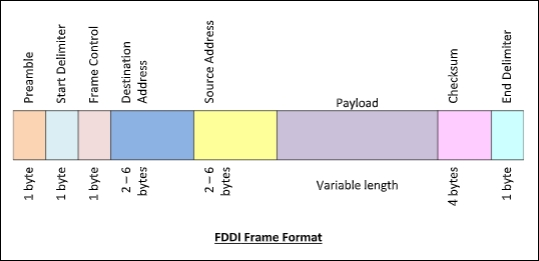 Preamble
Start Delimiter
Frame Control
Destination
Address
Source Address
Payload
Checksum
End Delimiter
1 byte
1 byte
1 byte
2 – 6
bytes
2 – 6
bytes
Variable length
4 bytes
1 byte
FDDI Frame Format